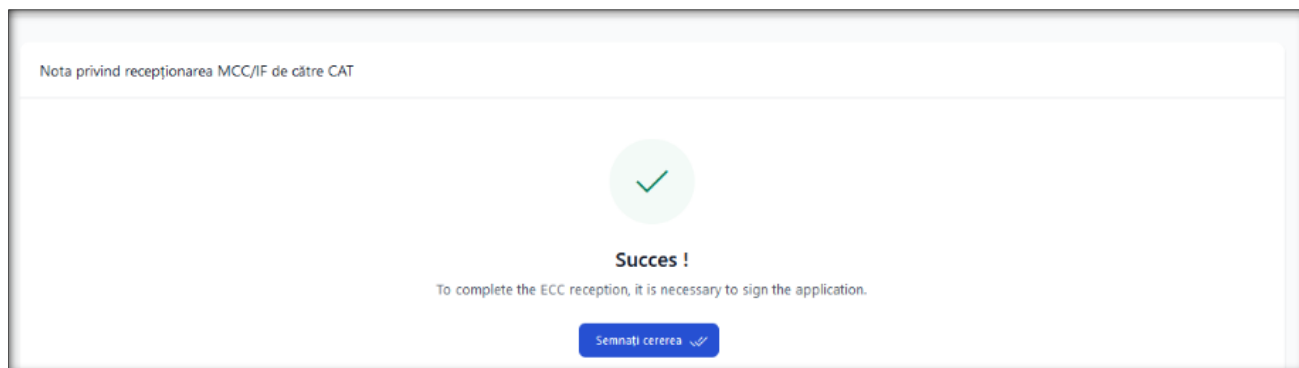 Nota privind recepționarea MCC/IF de către CAT
Succes !
To complete the ECC reception, it is necessary to sign the application.
Semnați cererea